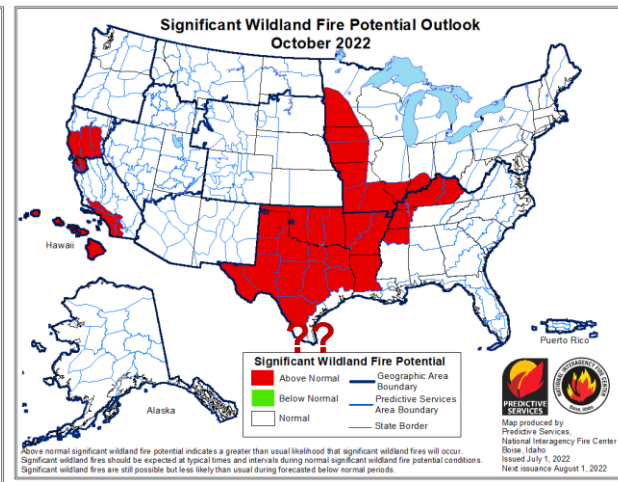 Significant Wildland Fire Potential Outlook
October 2022
Hawaii
Alaska
Puerto Rico
??
Significant Wildland Fire Potential
Above Normal
Below Normal
Normal
Geographic Area
Boundary
Predictive Services
Area Boundary
State Border
PREDICTIVE
SERVICES
NATIONAL INTERAGENCY FIRE CENTER
Boise, Idaho
Map produced by
Predictive Services,
National Interagency Fire Center
Boise, Idaho
Issued July 1, 2022
Next issuance August 1, 2022
Above normal significant wildland fire potential indicates a greater than usual likelihood that significant wildland fires will occur.
Significant wildland fires should be expected at typical times and intervals during normal significant wildland fire potential conditions.
Significant wildland fires are still possible but less likely than usual during forecasted below normal periods.